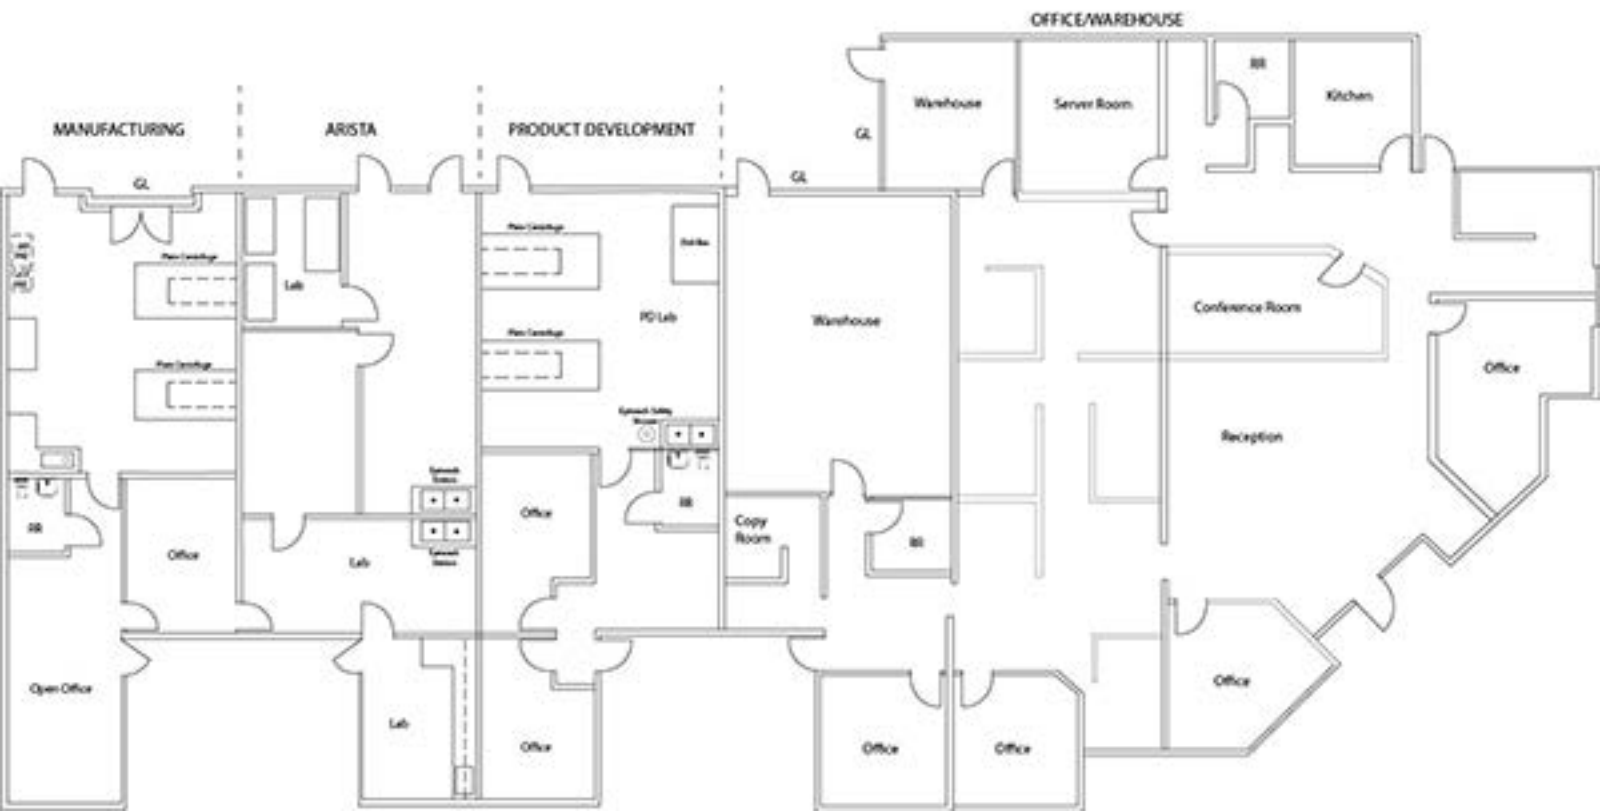 OFFICE/WAREHOUSE
MANUFACTURING
ARISTA
PRODUCT DEVELOPMENT
Warehouse
Server Room
RR
Kitchen
GL
GL
GL
Lab
PD Lab
Warehouse
Conference Room
Office
Reception
RR
Office
Lab
Office
RR
Copy
Room
RR
Open Office
Lab
Office
Office
Office
Office